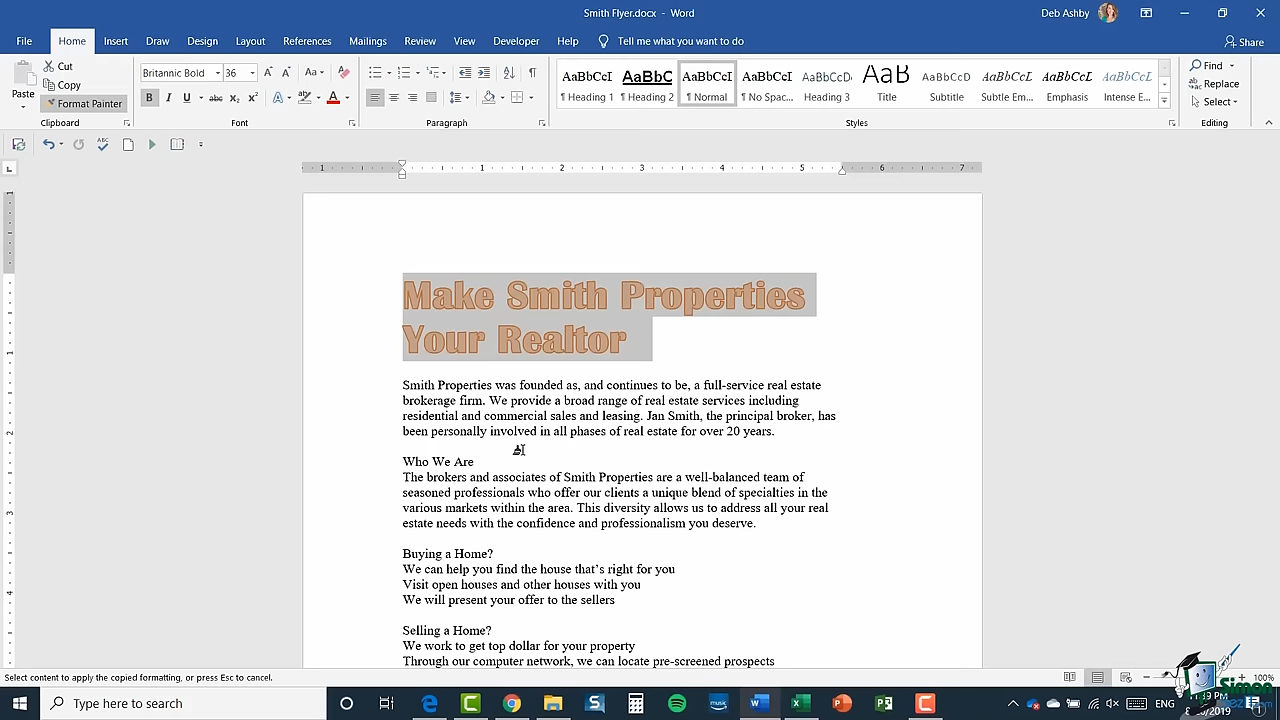 Smith Flyer.docx - Word
Deb Ashby
File Home Insert Draw Design Layout References Mailings Review View Developer Help Tell me what you want to do Share
Paste
Cut
Copy
Format Painter
Clipboard
Britannic Bold 36
Font
Paragraph
AaBbCcI AaBbC AaBbCcI AaBbCcI AaBbCcD AaB AaBbCcD AaBbCcI AaBbCcI AaBbCcI
¶ Heading 1 ¶ Heading 2 ¶ Normal ¶ No Spac... Heading 3 Title Subtitle Subtle Em... Emphasis Intense E...
Styles
Find
Replace
Select
Editing
1 1 2 3 4 5 6 7
Make Smith Properties
Your Realtor
Smith Properties was founded as, and continues to be, a full-service real estate
brokerage firm. We provide a broad range of real estate services including
residential and commercial sales and leasing. Jan Smith, the principal broker, has
been personally involved in all phases of real estate for over 20 years.
Who We Are
The brokers and associates of Smith Properties are a well-balanced team of
seasoned professionals who offer our clients a unique blend of specialties in the
various markets within the area. This diversity allows us to address all your real
estate needs with the confidence and professionalism you deserve.
Buying a Home?
We can help you find the house that's right for you
Visit open houses and other houses with you
We will present your offer to the sellers
Selling a Home?
We work to get top dollar for your property
Through our computer network, we can locate pre-screened prospects
Select content to apply the copied formatting, or press Esc to cancel.
100%
Type here to search
ENG